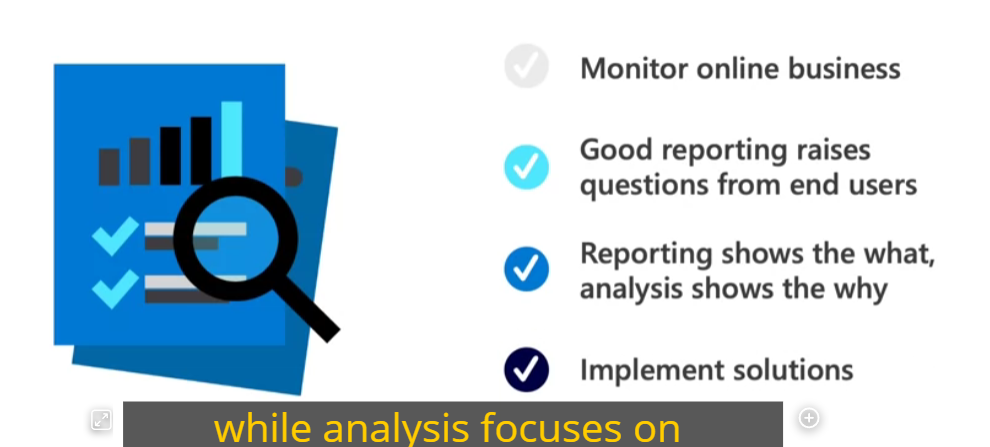 Monitor online business
Good reporting raises
questions from end users
Reporting shows the what,
analysis shows the why
Implement solutions
while analysis focuses on